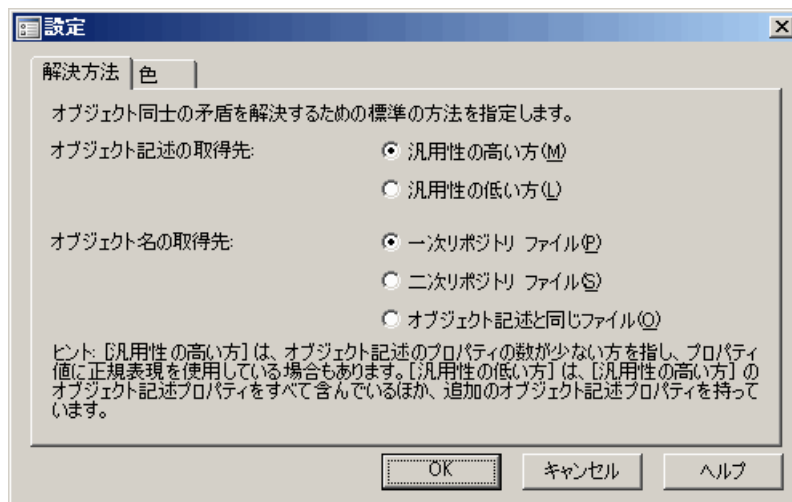 設定
解決方法 色
オブジェクト同士の矛盾を解決するための標準の方法を指定します。
オブジェクト記述の取得先: 汎用性の高い方(M)
汎用性の低い方(L)
オブジェクト名の取得先: 一次リポジトリ ファイル(P)
二次リポジトリ ファイル(S)
オブジェクト記述と同じファイル(O)
ヒント: [汎用性の高い方] は、オブジェクト記述のプロパティの数が少ない方を指し、プロパティ
値に正規表現を使用している場合もあります。[汎用性の低い方] は、[汎用性の高い方] の
オブジェクト記述プロパティをすべて含んでいるほか、追加のオブジェクト記述プロパティを持って
います。
OK キャンセル ヘルプ